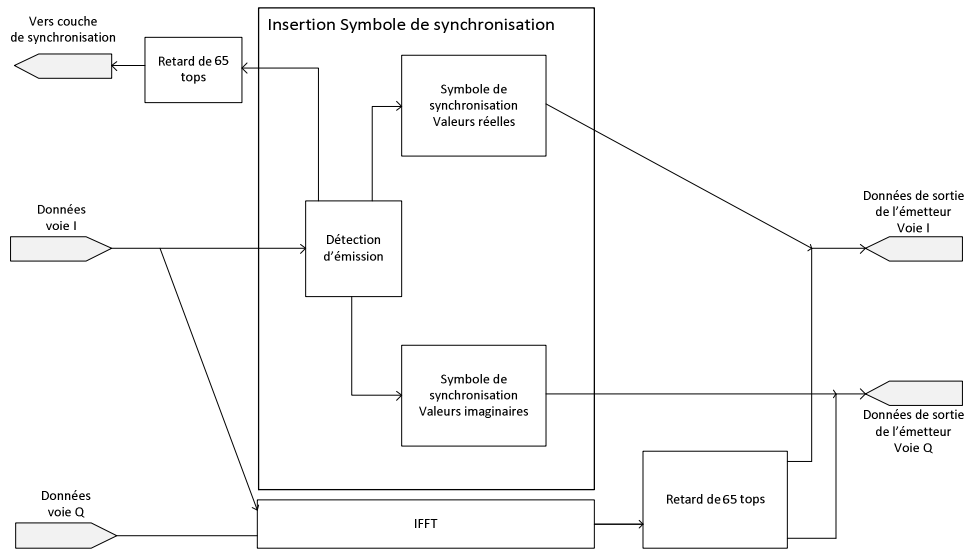 Insertion Symbole de synchronisation
Vers couche
de synchronisation
Retard de 65
tops
Symbole de
synchronisation
Valeurs réelles
Données
voie I
Détection
d'émission
Données de sortie
de l'émetteur
Voie I
Symbole de
synchronisation
Valeurs imaginaires
Données de sortie
de l'émetteur
Voie Q
Données
voie Q
IFFT
Retard de 65 tops